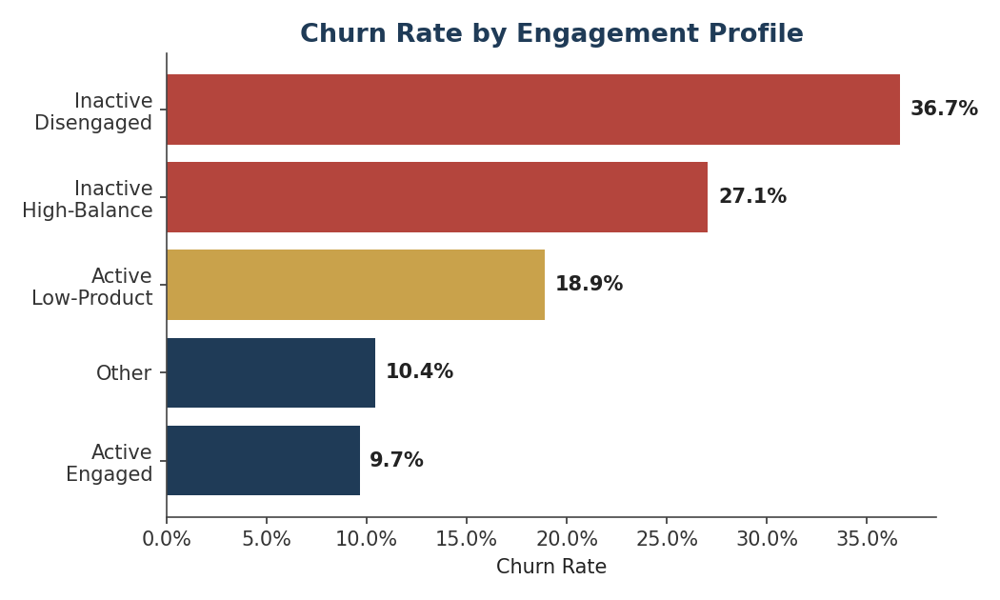 Churn Rate by Engagement Profile
Inactive
Disengaged
36.7%
Inactive
High-Balance
27.1%
Active
Low-Product
18.9%
Other
10.4%
Active
Engaged
9.7%
0.0% 5.0% 10.0% 15.0% 20.0% 25.0% 30.0% 35.0%
Churn Rate